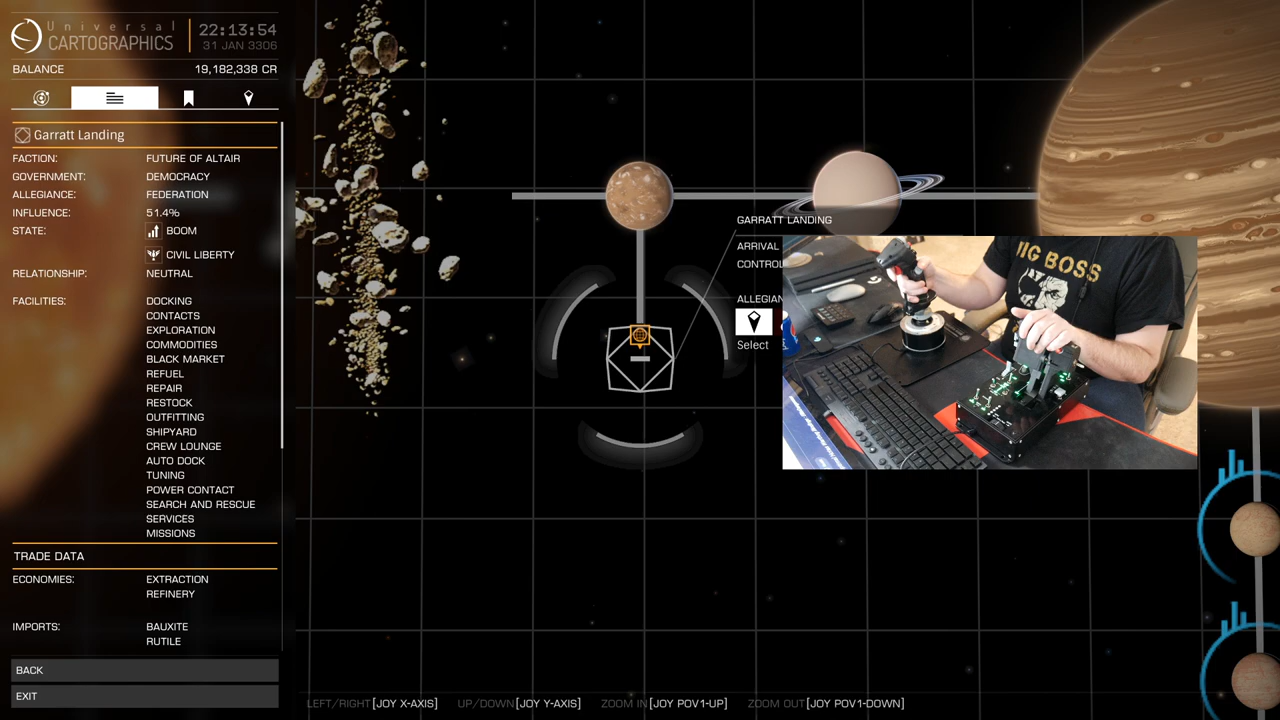 Universal
CARTOGRAPHICS
22:13:54
31 JAN 3306
BALANCE 19,182,338 CR
Garratt Landing
FACTION: FUTURE OF ALTAIR
GOVERNMENT: DEMOCRACY
ALLEGIANCE: FEDERATION
INFLUENCE: 51.4%
STATE: BOOM
CIVIL LIBERTY
RELATIONSHIP: NEUTRAL
FACILITIES: DOCKING
CONTACTS
EXPLORATION
COMMODITIES
BLACK MARKET
REFUEL
REPAIR
RESTOCK
OUTFITTING
SHIPYARD
CREW LOUNGE
AUTO DOCK
TUNING
POWER CONTACT
SEARCH AND RESCUE
SERVICES
MISSIONS
TRADE DATA
ECONOMIES: EXTRACTION
REFINERY
IMPORTS: BAUXITE
RUTILE
BACK
EXIT
GARRATT LANDING
ARRIVAL
CONTROL
ALLEGIAN
Select
BIG BOSS
LEFT/RIGHT [JOY X-AXIS] UP/DOWN [JOY Y-AXIS] ZOOM IN [JOY POV1-UP] ZOOM OUT [JOY POV1-DOWN]